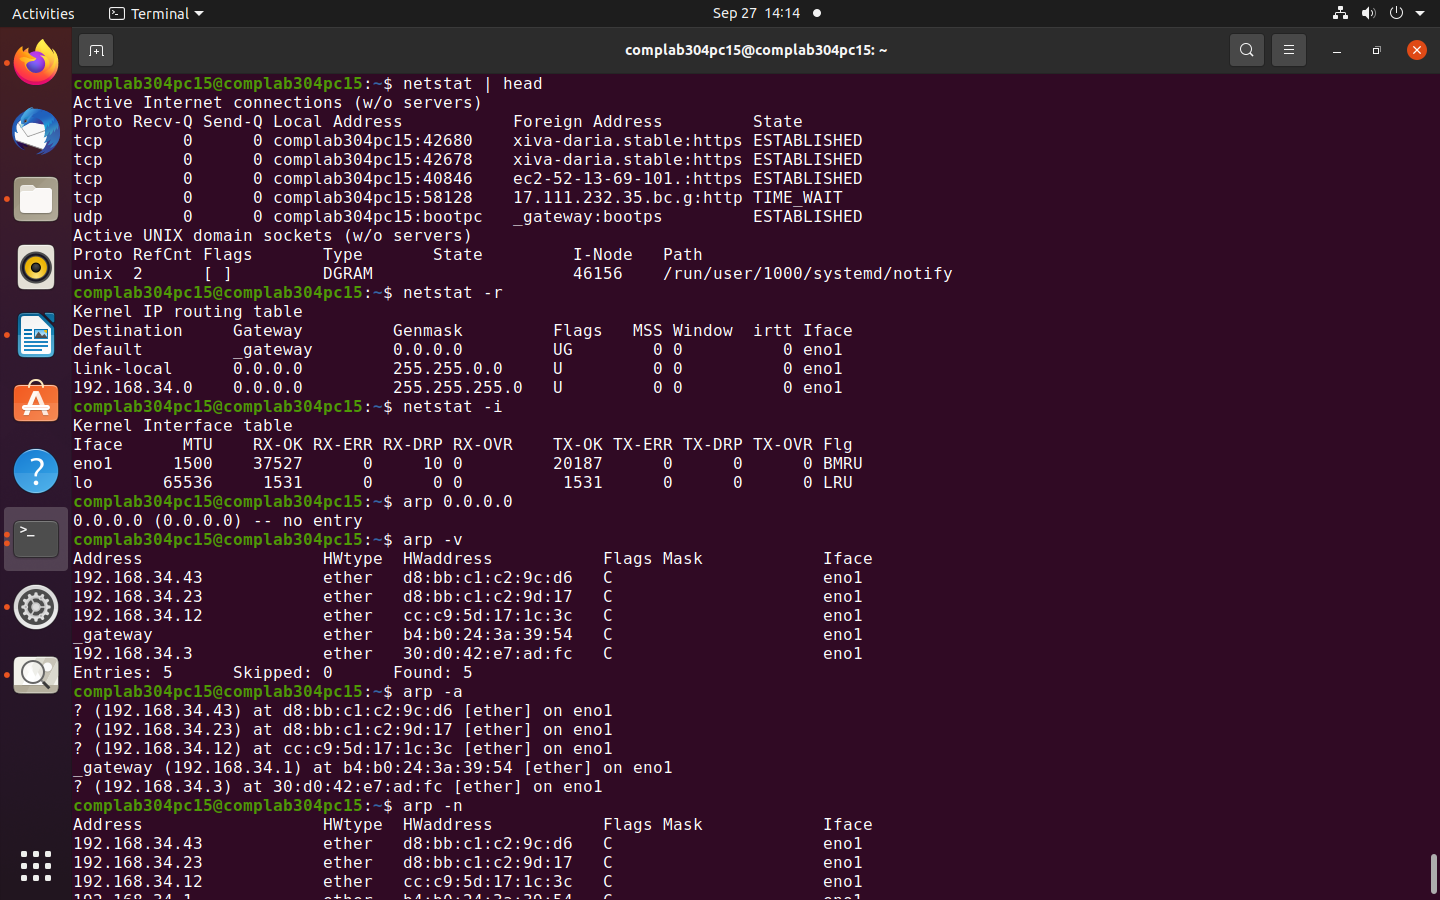 Activities Terminal Sep 27 14:14
complab304pc15@complab304pc15: ~
complab304pc15@complab304pc15:~$ netstat | head
Active Internet connections (w/o servers)
Proto Recv-Q Send-Q Local Address           Foreign Address         State
tcp        0      0 complab304pc15:42680    xiva-daria.stable:https ESTABLISHED
tcp        0      0 complab304pc15:42678    xiva-daria.stable:https ESTABLISHED
tcp        0      0 complab304pc15:40846    ec2-52-13-69-101.:https ESTABLISHED
tcp        0      0 complab304pc15:58128    17.111.232.35.bc.g:http TIME_WAIT
udp        0      0 complab304pc15:bootpc   _gateway:bootps         ESTABLISHED
Active UNIX domain sockets (w/o servers)
Proto RefCnt Flags       Type       State         I-Node   Path
unix  2      [ ]         DGRAM                    46156    /run/user/1000/systemd/notify
complab304pc15@complab304pc15:~$ netstat -r
Kernel IP routing table
Destination     Gateway         Genmask         Flags   MSS Window  irtt Iface
default         _gateway        0.0.0.0         UG        0 0          0 eno1
link-local      0.0.0.0         255.255.0.0     U         0 0          0 eno1
192.168.34.0    0.0.0.0         255.255.255.0   U         0 0          0 eno1
complab304pc15@complab304pc15:~$ netstat -i
Kernel Interface table
Iface      MTU    RX-OK RX-ERR RX-DRP RX-OVR    TX-OK TX-ERR TX-DRP TX-OVR Flg
eno1      1500    37527      0     10 0         20187      0      0      0 BMRU
lo       65536     1531      0      0 0          1531      0      0      0 LRU
complab304pc15@complab304pc15:~$ arp 0.0.0.0
0.0.0.0 (0.0.0.0) -- no entry
complab304pc15@complab304pc15:~$ arp -v
Address                  HWtype  HWaddress           Flags Mask            Iface
192.168.34.43            ether   d8:bb:c1:c2:9c:d6   C                     eno1
192.168.34.23            ether   d8:bb:c1:c2:9d:17   C                     eno1
192.168.34.12            ether   cc:c9:5d:17:1c:3c   C                     eno1
_gateway                 ether   b4:b0:24:3a:39:54   C                     eno1
192.168.34.3             ether   30:d0:42:e7:ad:fc   C                     eno1
Entries: 5      Skipped: 0      Found: 5
complab304pc15@complab304pc15:~$ arp -a
? (192.168.34.43) at d8:bb:c1:c2:9c:d6 [ether] on eno1
? (192.168.34.23) at d8:bb:c1:c2:9d:17 [ether] on eno1
? (192.168.34.12) at cc:c9:5d:17:1c:3c [ether] on eno1
_gateway (192.168.34.1) at b4:b0:24:3a:39:54 [ether] on eno1
? (192.168.34.3) at 30:d0:42:e7:ad:fc [ether] on eno1
complab304pc15@complab304pc15:~$ arp -n
Address                  HWtype  HWaddress           Flags Mask            Iface
192.168.34.43            ether   d8:bb:c1:c2:9c:d6   C                     eno1
192.168.34.23            ether   d8:bb:c1:c2:9d:17   C                     eno1
192.168.34.12            ether   cc:c9:5d:17:1c:3c   C                     eno1
192.168.34.1             ether   b4:b0:24:3a:39:54   C                     eno1